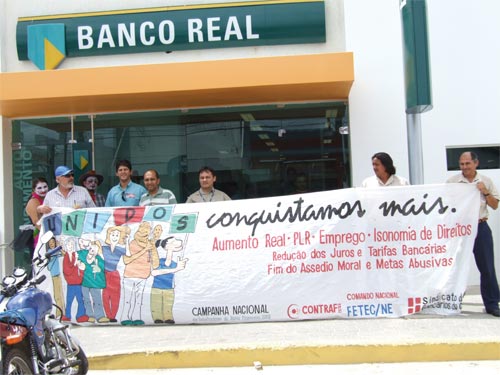 BANCO REAL
UNIDOS
conquistamos mais.
Aumento Real · PLR · Emprego · Isonomia de Direitos
Redução dos Juros e Tarifas Bancárias
Fim do Assedio Moral e Metas Abusivas
CAMPANHA NACIONAL
CONTRAF
COMANDO NACIONAL
FETEC/NE
Sindicato